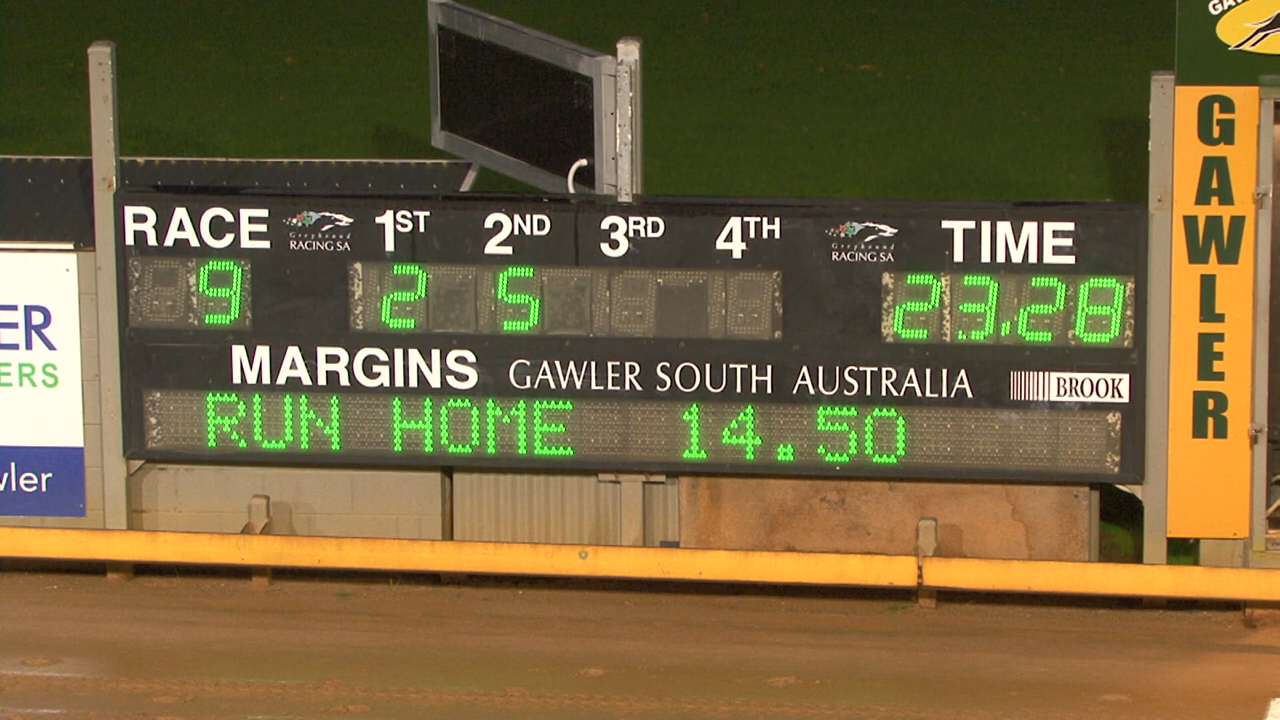 GAWLER
RACE 1ST 2ND 3RD 4TH TIME
Greyhound RACING SA
Greyhound RACING SA
9 2 5 23.28
MARGINS GAWLER SOUTH AUSTRALIA BROOK
RUN HOME 14.50
ER
ERS
wler